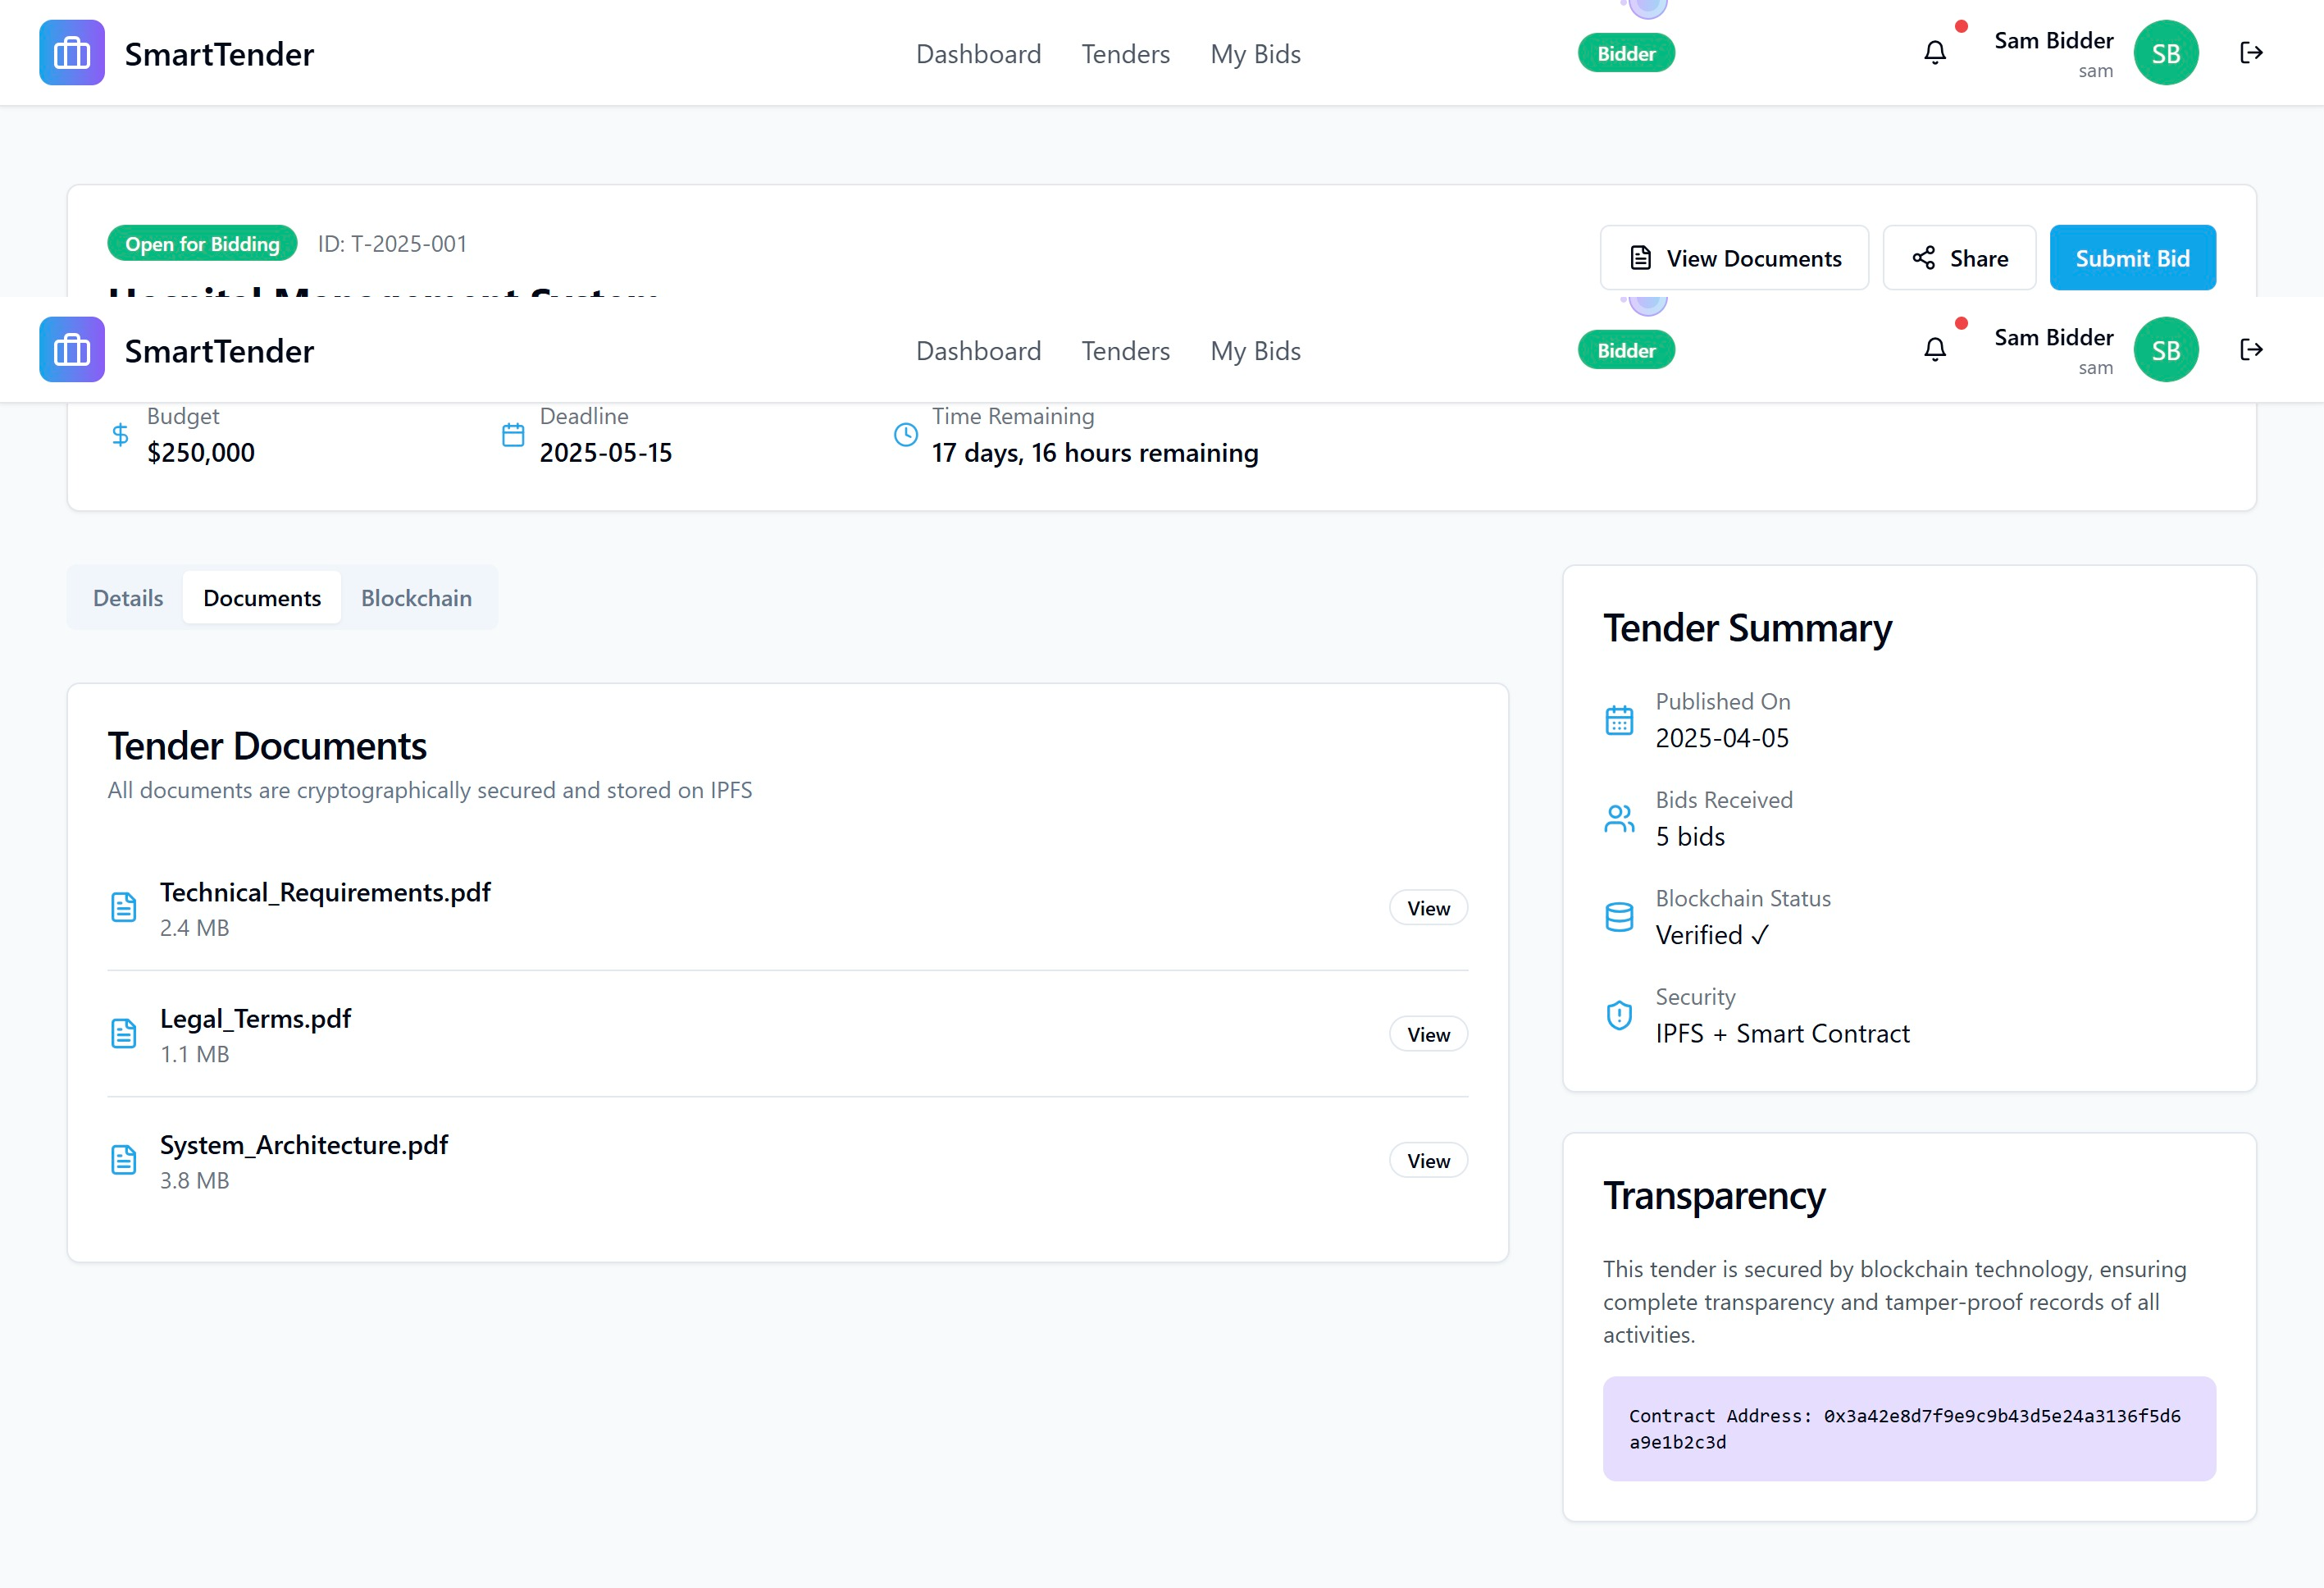 SmartTender
Dashboard Tenders My Bids
Bidder
Sam Bidder
sam
SB
Open for Bidding ID: T-2025-001
View Documents
Share
Submit Bid
Hospital Management System
SmartTender
Dashboard Tenders My Bids
Bidder
Sam Bidder
sam
SB
Budget
$250,000
Deadline
2025-05-15
Time Remaining
17 days, 16 hours remaining
Details Documents Blockchain
Tender Documents
All documents are cryptographically secured and stored on IPFS
Technical_Requirements.pdf
2.4 MB
View
Legal_Terms.pdf
1.1 MB
View
System_Architecture.pdf
3.8 MB
View
Tender Summary
Published On
2025-04-05
Bids Received
5 bids
Blockchain Status
Verified ✓
Security
IPFS + Smart Contract
Transparency
This tender is secured by blockchain technology, ensuring
complete transparency and tamper-proof records of all
activities.
Contract Address: 0x3a42e8d7f9e9c9b43d5e24a3136f5d6
a9e1b2c3d